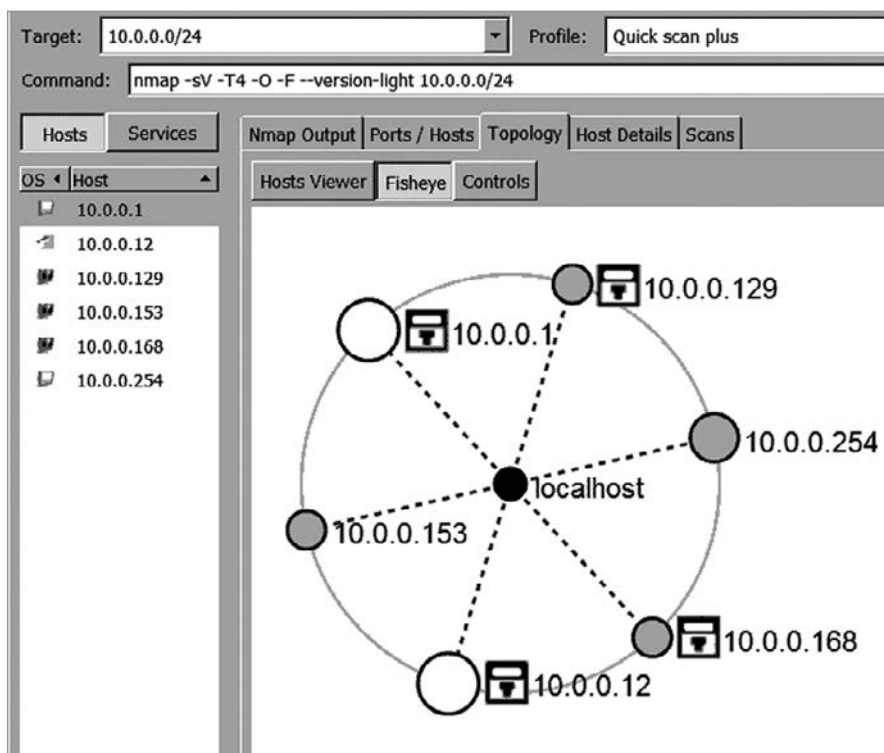 Target: 10.0.0.0/24 Profile: Quick scan plus
Command: nmap -sV -T4 -O -F --version-light 10.0.0.0/24
Hosts Services
Nmap Output Ports / Hosts Topology Host Details Scans
OS Host
Hosts Viewer Fisheye Controls
10.0.0.1
10.0.0.12
10.0.0.129
10.0.0.153
10.0.0.168
10.0.0.254
10.0.0.129
10.0.0.1
10.0.0.254
localhost
10.0.0.153
10.0.0.168
10.0.0.12